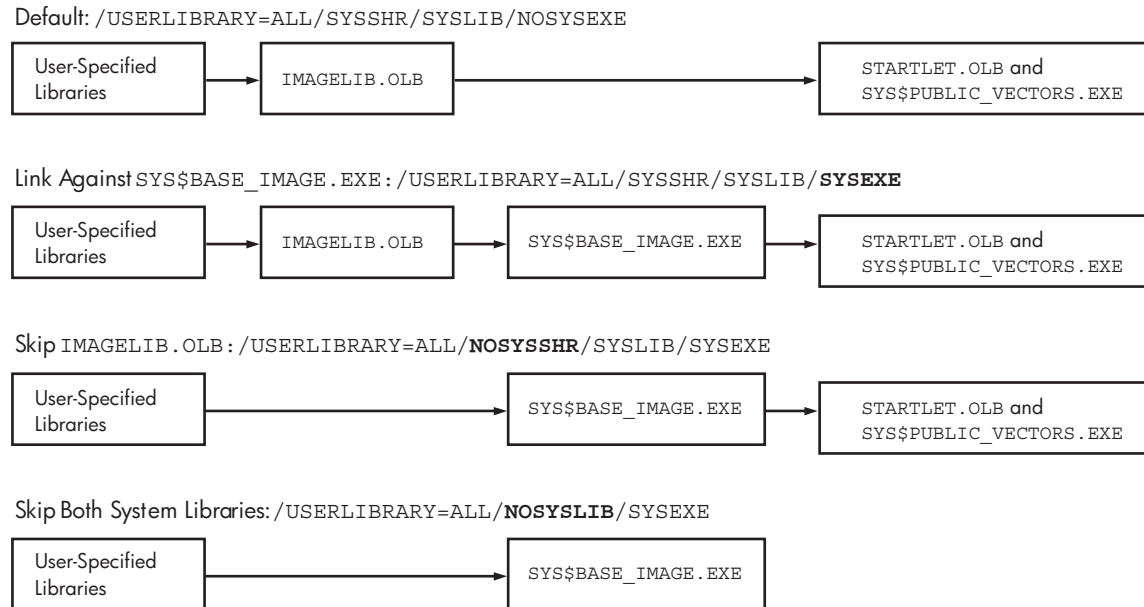 Default: /USERLIBRARY=ALL/SYSSHR/SYSLIB/NOSYSEXE
User-Specified
Libraries
IMAGELIB.OLB
STARTLET.OLB and
SYS$PUBLIC_VECTORS.EXE
Link Against SYS$BASE_IMAGE.EXE:/USERLIBRARY=ALL/SYSSHR/SYSLIB/SYSEXE
User-Specified
Libraries
IMAGELIB.OLB
SYS$BASE_IMAGE.EXE
STARTLET.OLB and
SYS$PUBLIC_VECTORS.EXE
Skip IMAGELIB.OLB:/USERLIBRARY=ALL/NOSYSSHR/SYSLIB/SYSEXE
User-Specified
Libraries
SYS$BASE_IMAGE.EXE
STARTLET.OLB and
SYS$PUBLIC_VECTORS.EXE
Skip Both System Libraries: /USERLIBRARY=ALL/NOSYSLIB/SYSEXE
User-Specified
Libraries
SYS$BASE_IMAGE.EXE